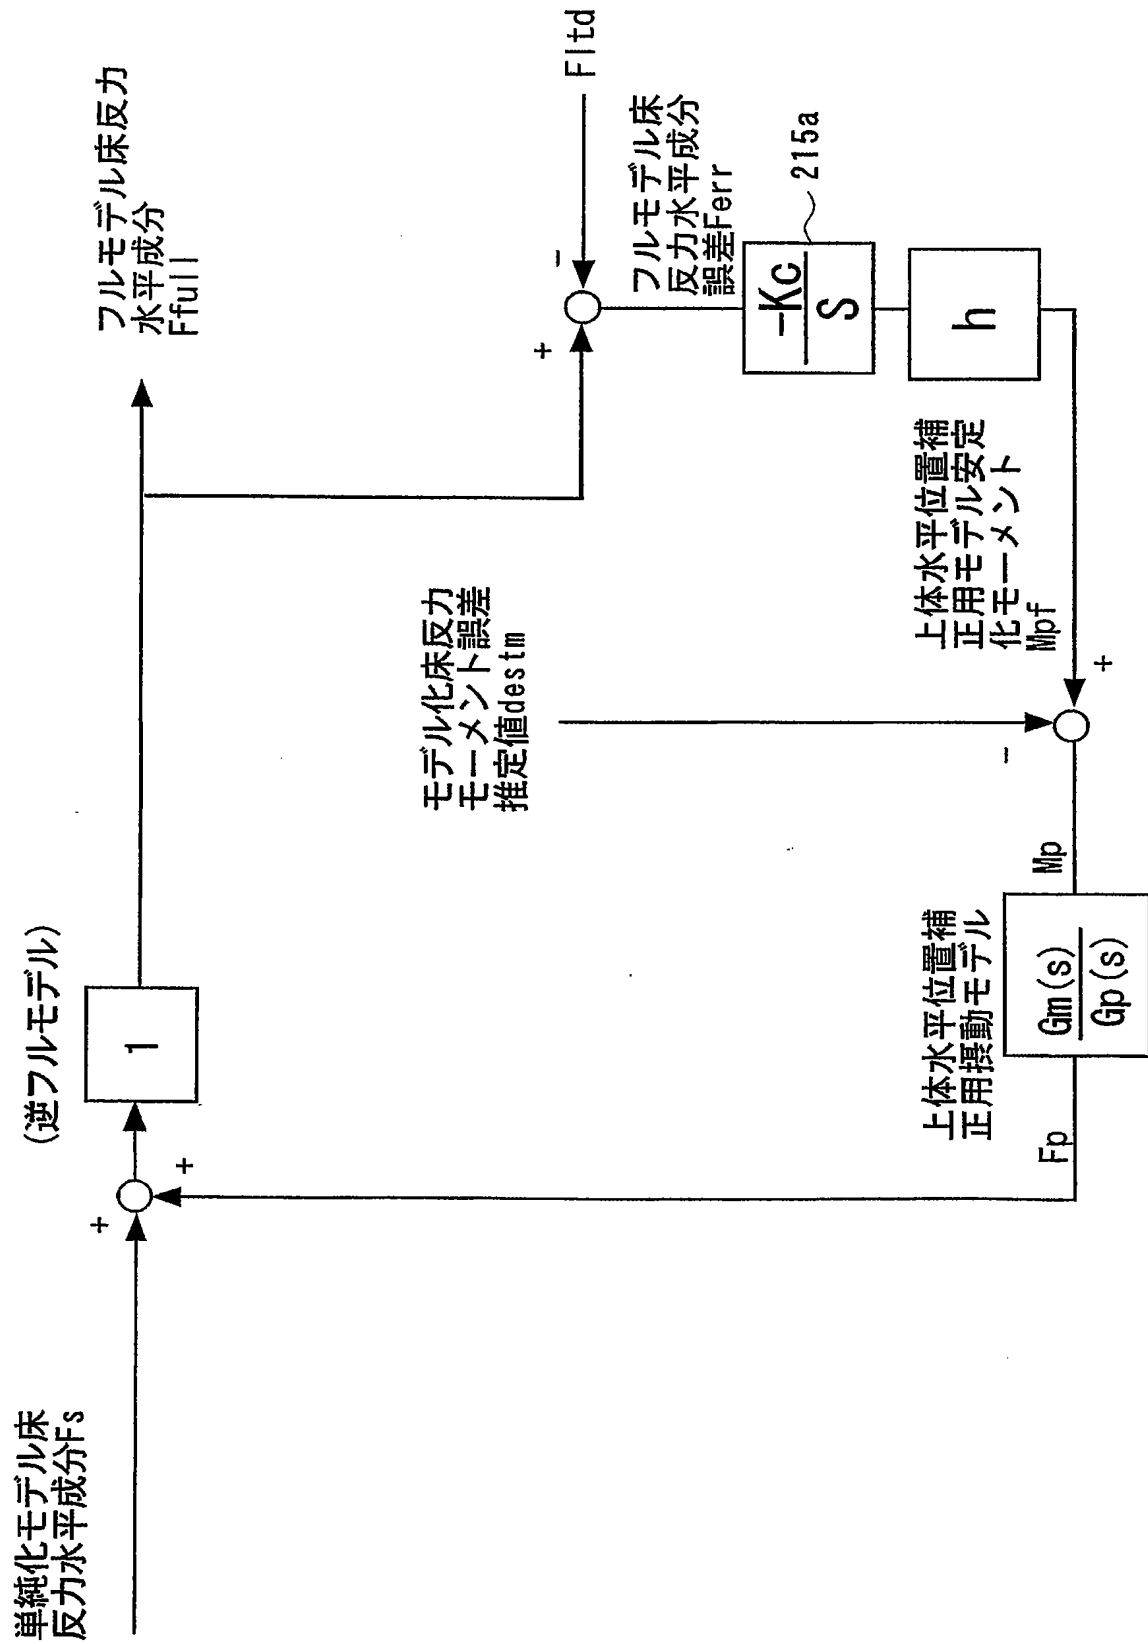 単純化モデル床
反力水平成分Fs
+
+
(逆フルモデル)
1
フルモデル床反力
水平成分
Ffull
+
-
Fltd
フルモデル床
反力水平成分
誤差Ferr
-Kc
S
215a
h
上体水平位置補
正用モデル安定
化モーメント
Mpf
+
-
モデル化床反力
モーメント誤差
推定値destm
Mp
上体水平位置補
正用摂動モデル
Gm(s)
Gp(s)
Fp